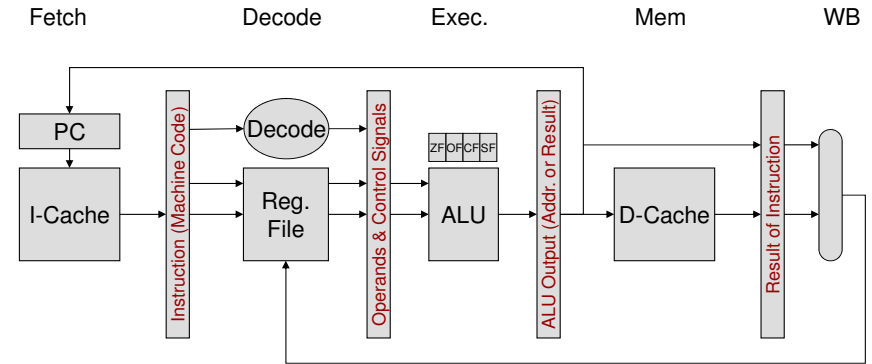 Fetch
Decode
Exec.
Mem
WB
PC
I-Cache
Instruction (Machine Code)
Decode
Reg.
File
Operands & Control Signals
ZF OF CF SF
ALU
ALU Output (Addr. or Result)
D-Cache
Result of Instruction